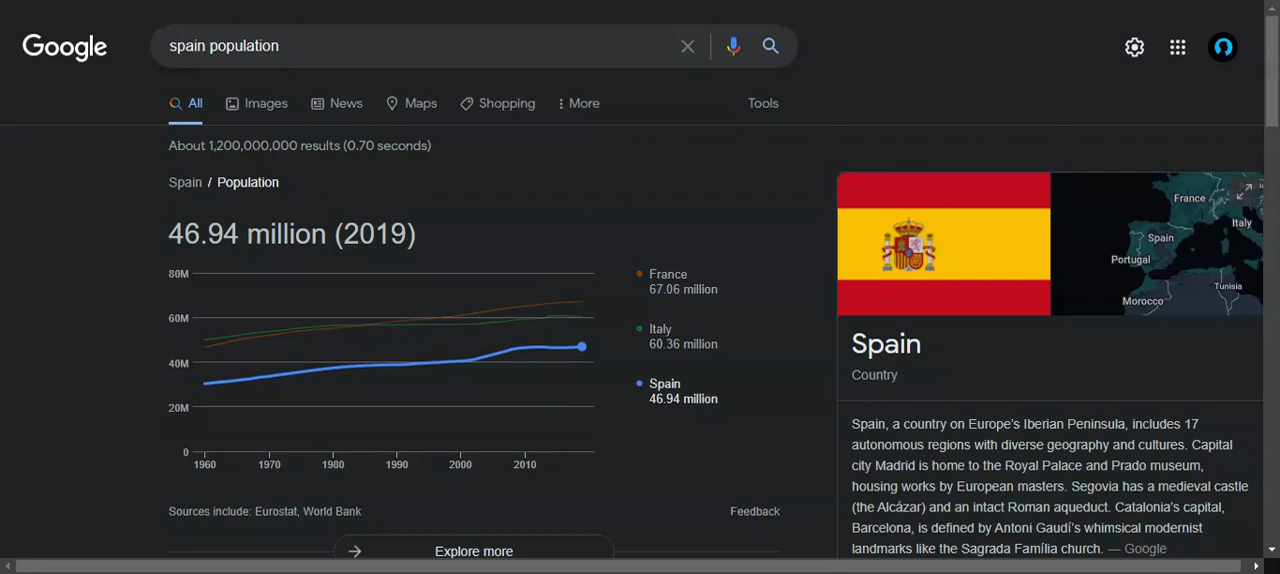 Google
spain population
All
Images
News
Maps
Shopping
More
Tools
About 1,200,000,000 results (0.70 seconds)
Spain / Population
46.94 million (2019)
80M
60M
40M
20M
0
1960 1970 1980 1990 2000 2010
France
67.06 million
Italy
60.36 million
Spain
46.94 million
Sources include: Eurostat, World Bank
Feedback
Explore more
France
Italy
Spain
Portugal
Tunisia
Morocco
Spain
Country
Spain, a country on Europe's Iberian Peninsula, includes 17
autonomous regions with diverse geography and cultures. Capital
city Madrid is home to the Royal Palace and Prado museum,
housing works by European masters. Segovia has a medieval castle
(the Alcázar) and an intact Roman aqueduct. Catalonia's capital,
Barcelona, is defined by Antoni Gaudí's whimsical modernist
landmarks like the Sagrada Família church. — Google